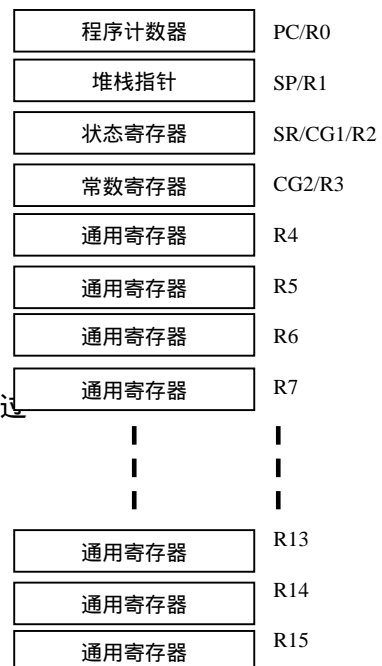 程序计数器 PC/R0
堆栈指针 SP/R1
状态寄存器 SR/CG1/R2
常数寄存器 CG2/R3
通用寄存器 R4
通用寄存器 R5
通用寄存器 R6
通用寄存器 R7
过
通用寄存器 R13
通用寄存器 R14
通用寄存器 R15